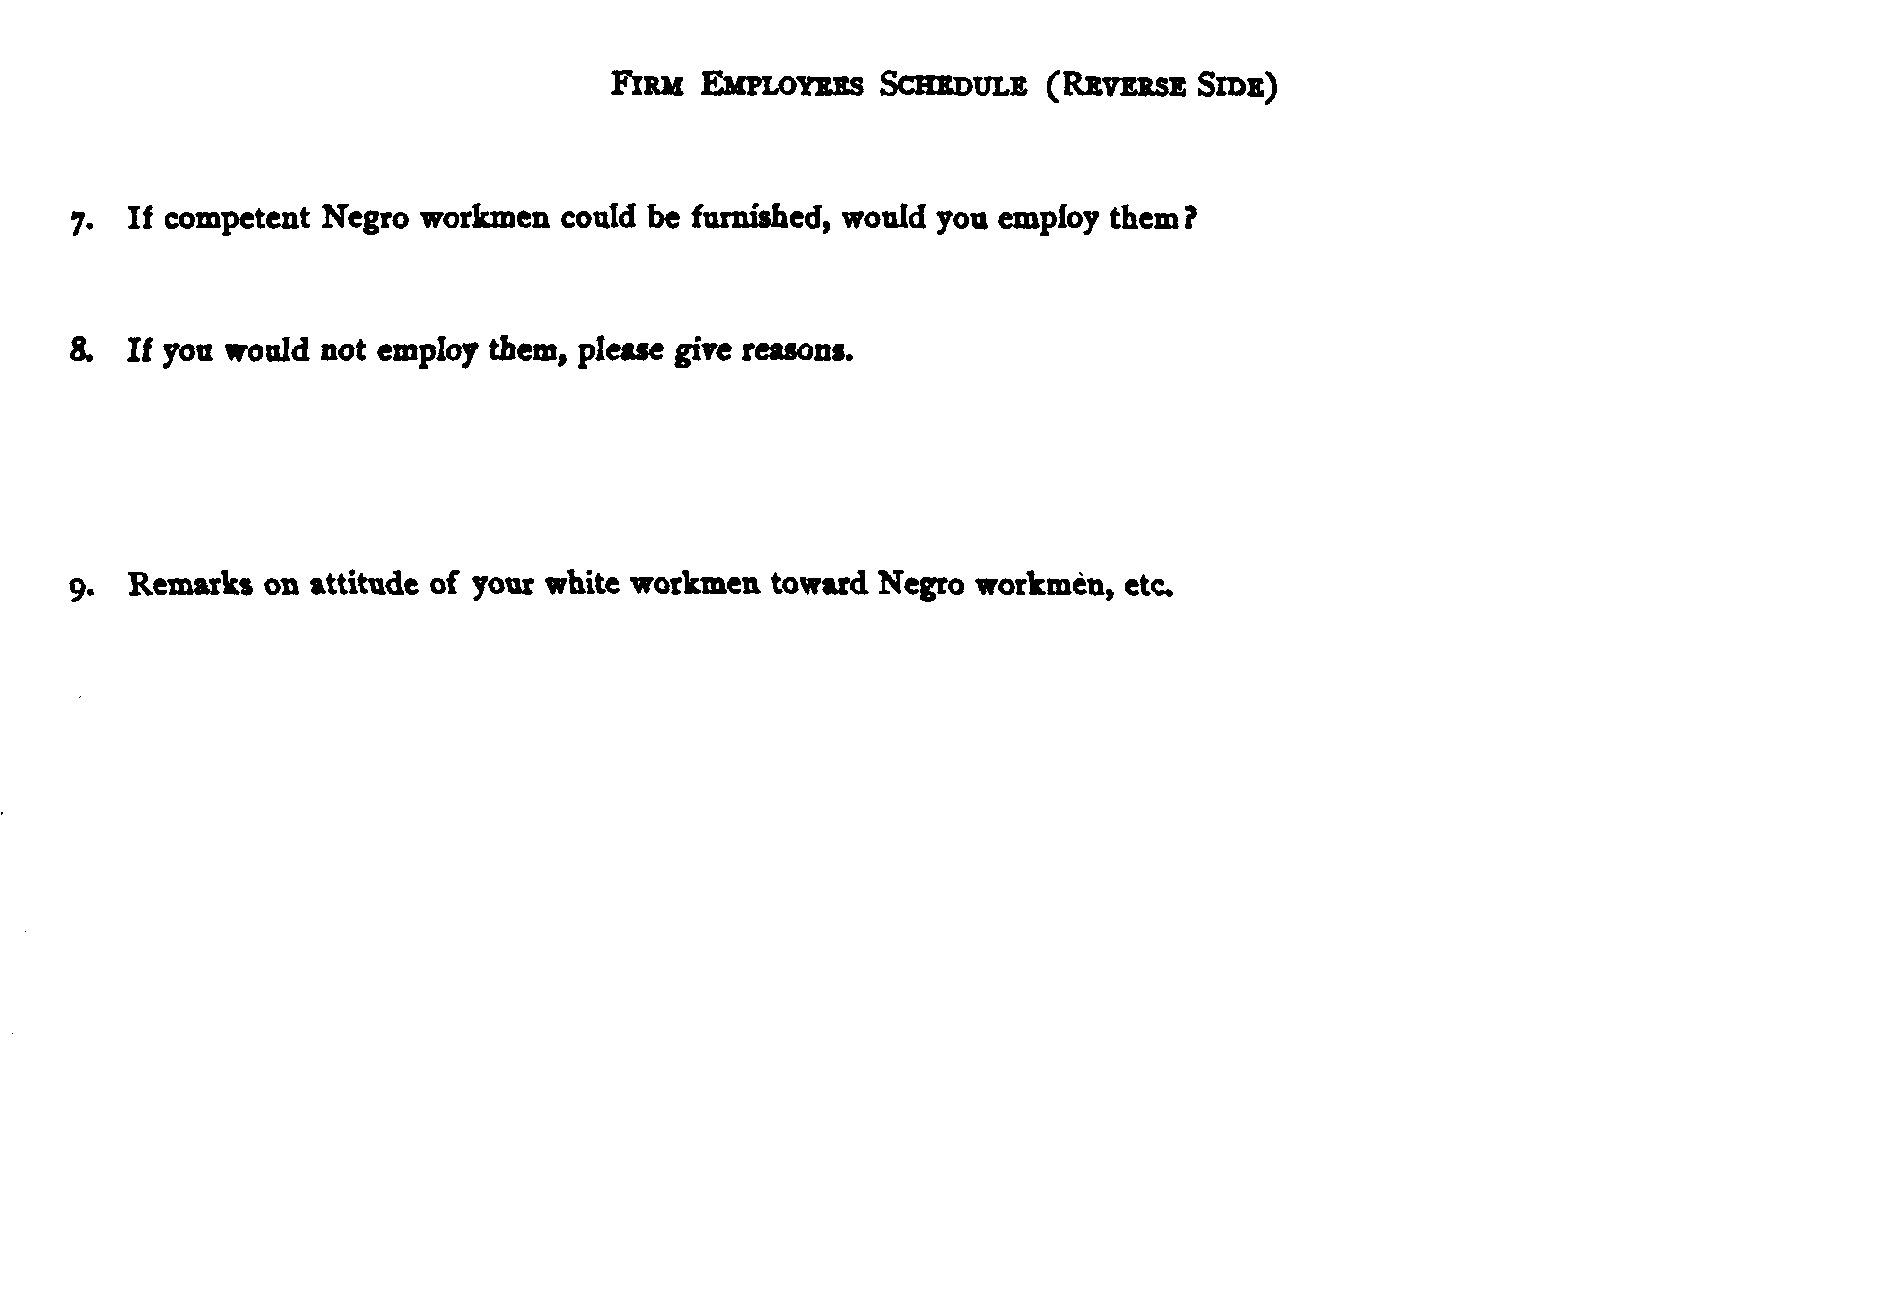 FIRM EMPLOYEES SCHEDULE (REVERSE SIDE)
7. If competent Negro workmen could be furnished, would you employ them?
8. If you would not employ them, please give reasons.
9. Remarks on attitude of your white workmen toward Negro workmen, etc.